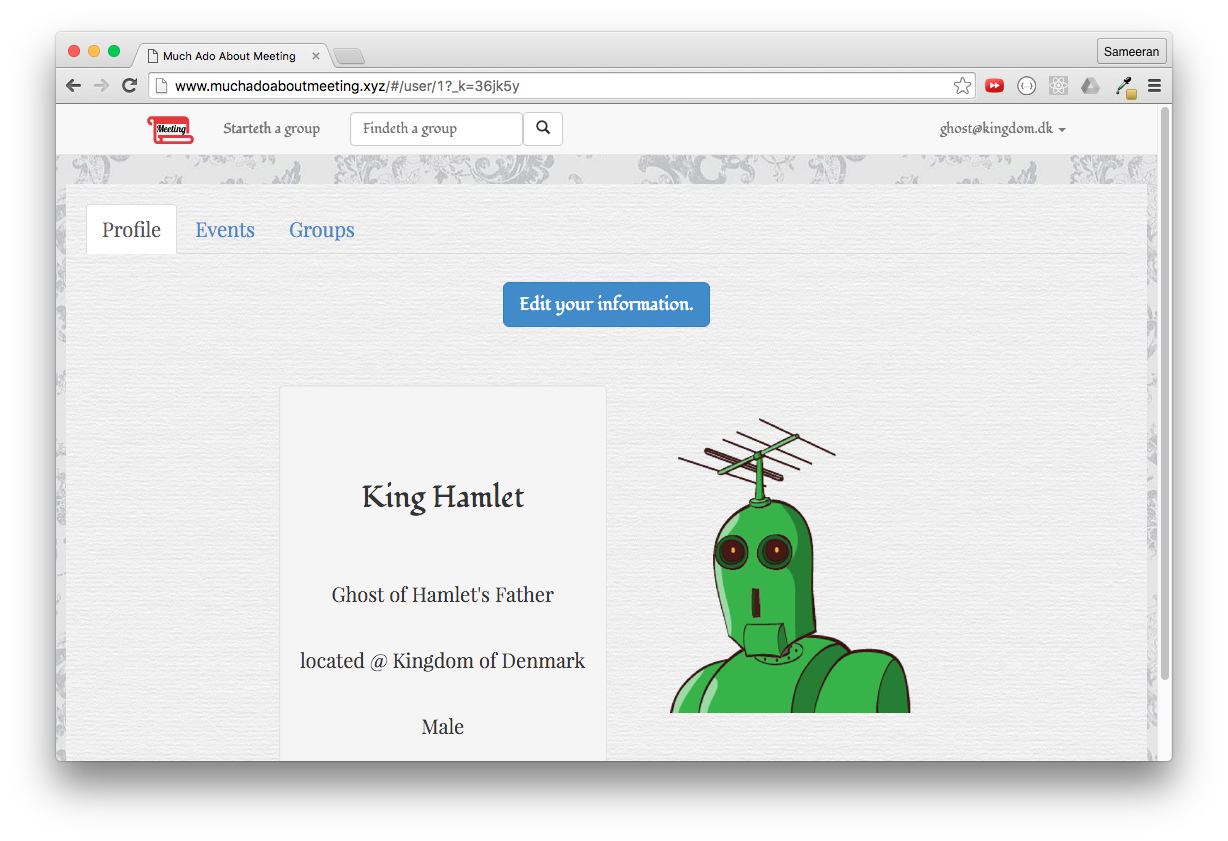 Much Ado About Meeting
Sameeran
www.muchadoaboutmeeting.xyz/#/user/1?_k=36jk5y
Meeting
Starteth a group
Findeth a group
ghost@kingdom.dk
Profile
Events
Groups
Edit your information.
King Hamlet
Ghost of Hamlet's Father
located @ Kingdom of Denmark
Male